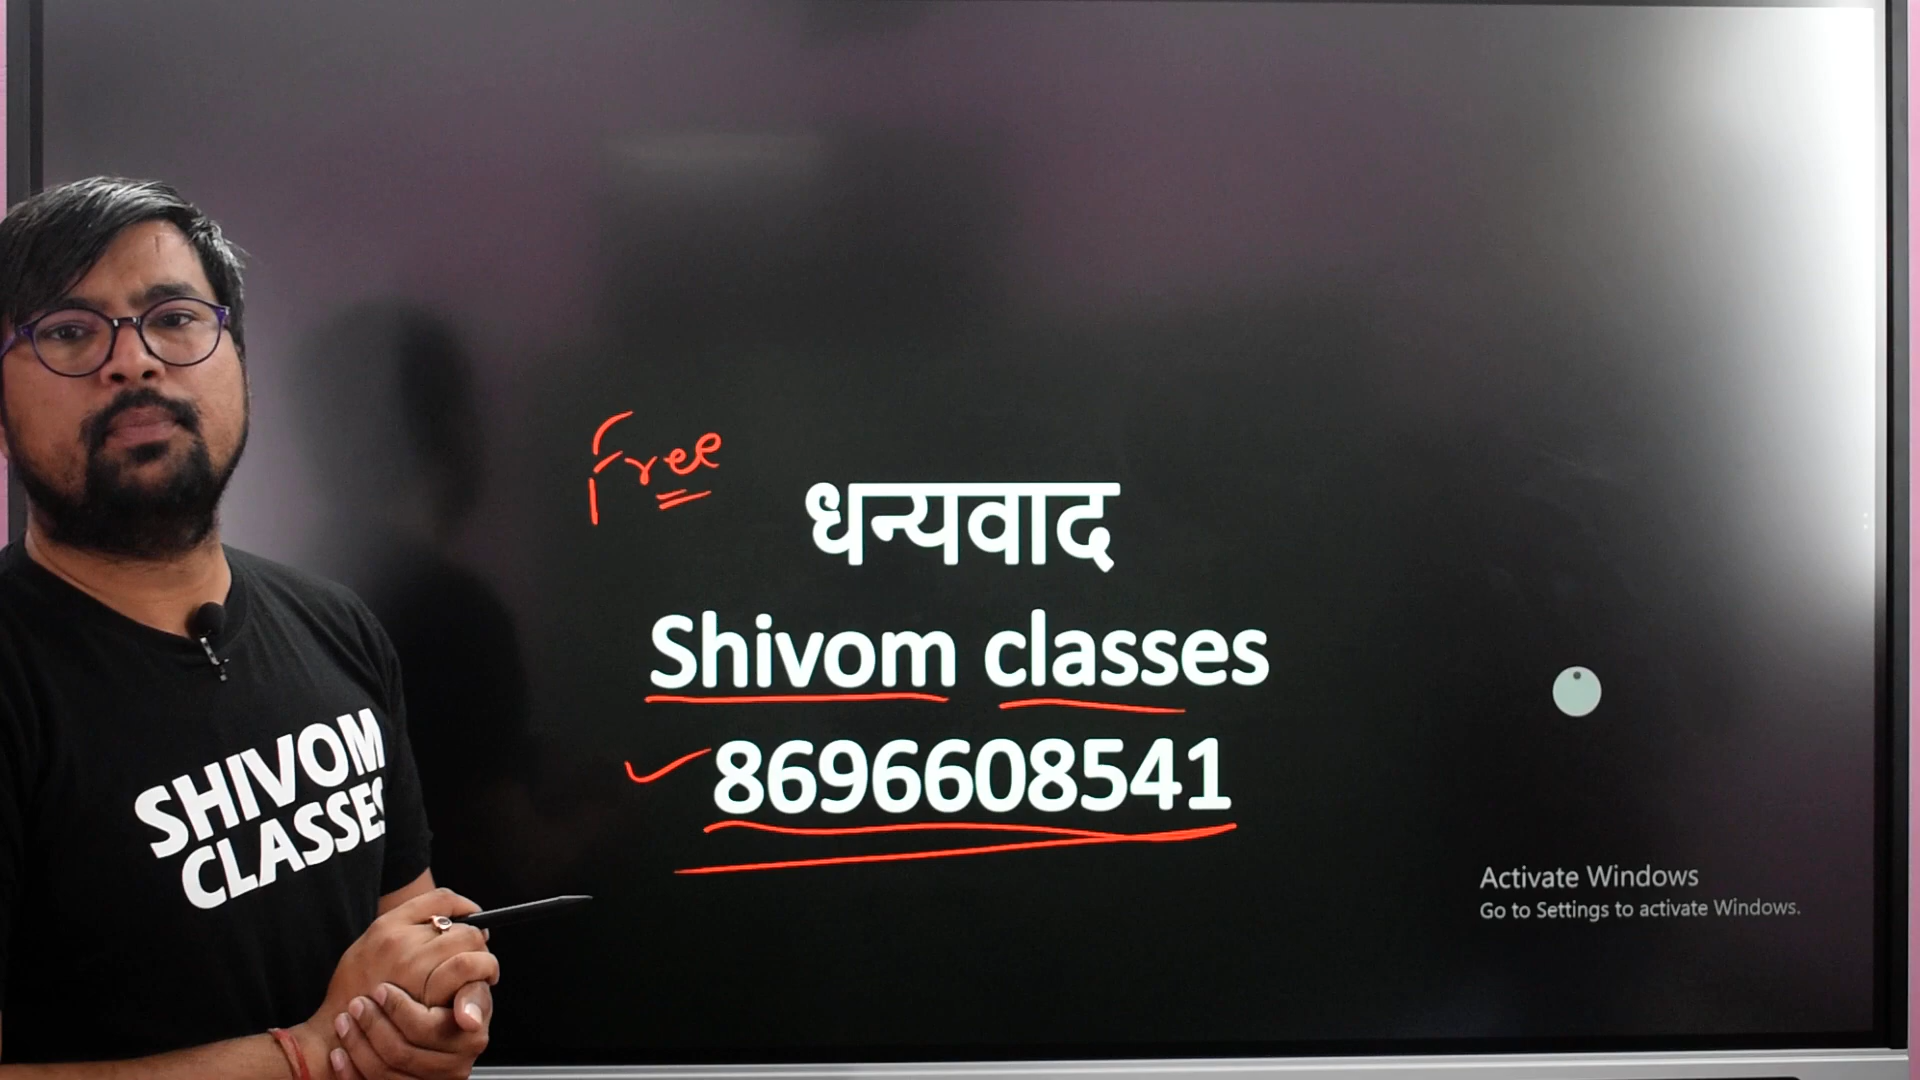 Free
धन्यवाद
Shivom classes
8696608541
SHIVOM
CLASSES
Activate Windows
Go to Settings to activate Windows.